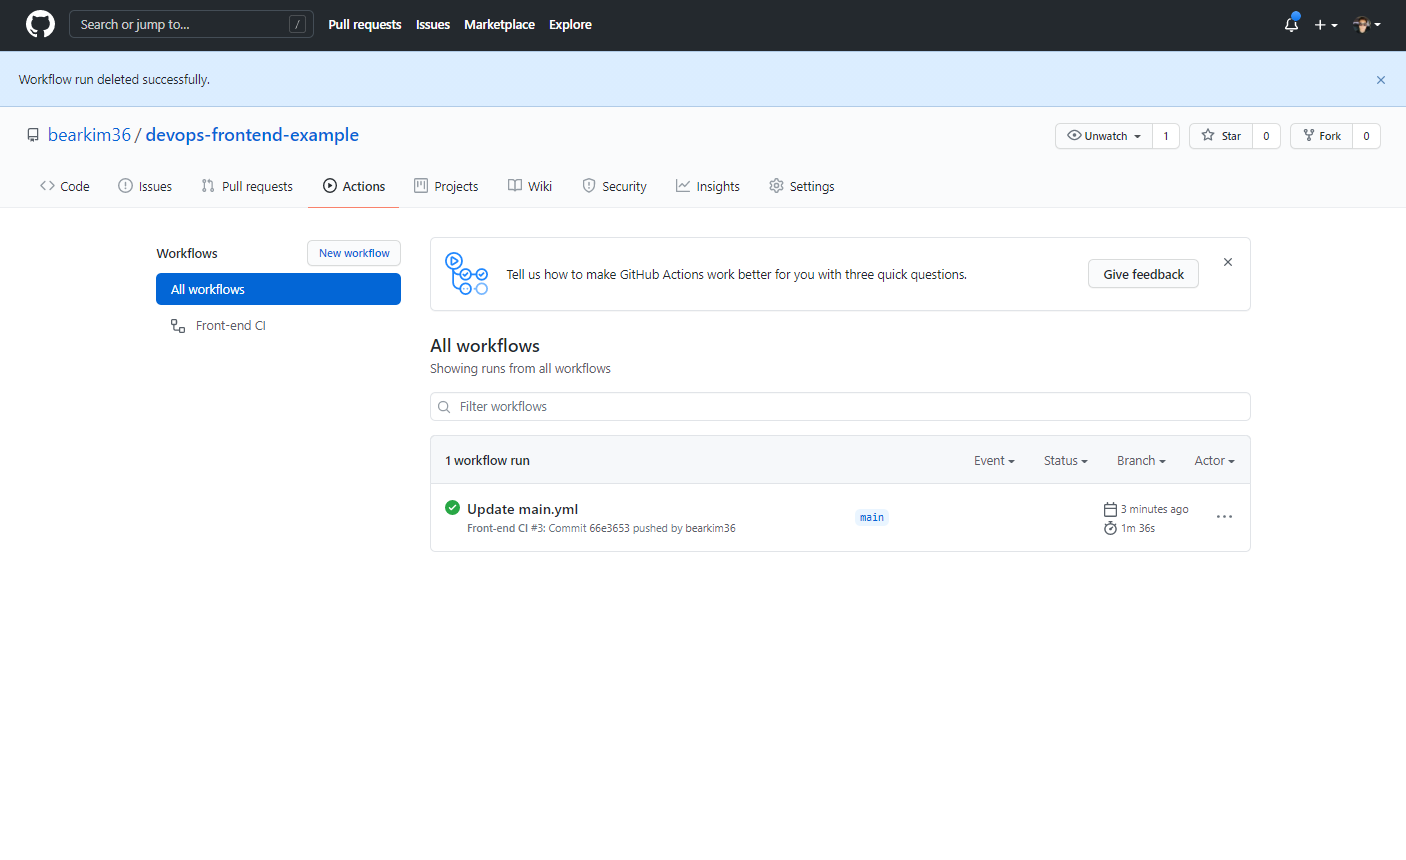 Search or jump to... /
Pull requests Issues Marketplace Explore
Workflow run deleted successfully.
bearkim36 / devops-frontend-example
Unwatch 1 Star 0 Fork 0
Code Issues Pull requests Actions Projects Wiki Security Insights Settings
Workflows New workflow
All workflows
Front-end CI
Tell us how to make GitHub Actions work better for you with three quick questions. Give feedback
All workflows
Showing runs from all workflows
Filter workflows
1 workflow run Event Status Branch Actor
Update main.yml
Front-end CI #3: Commit 66e3653 pushed by bearkim36
main
3 minutes ago
1m 36s